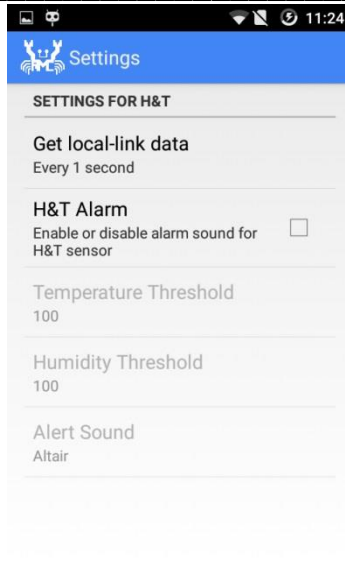 11:24
Settings
SETTINGS FOR H&T
Get local-link data
Every 1 second
H&T Alarm
Enable or disable alarm sound for
H&T sensor
Temperature Threshold
100
Humidity Threshold
100
Alert Sound
Altair